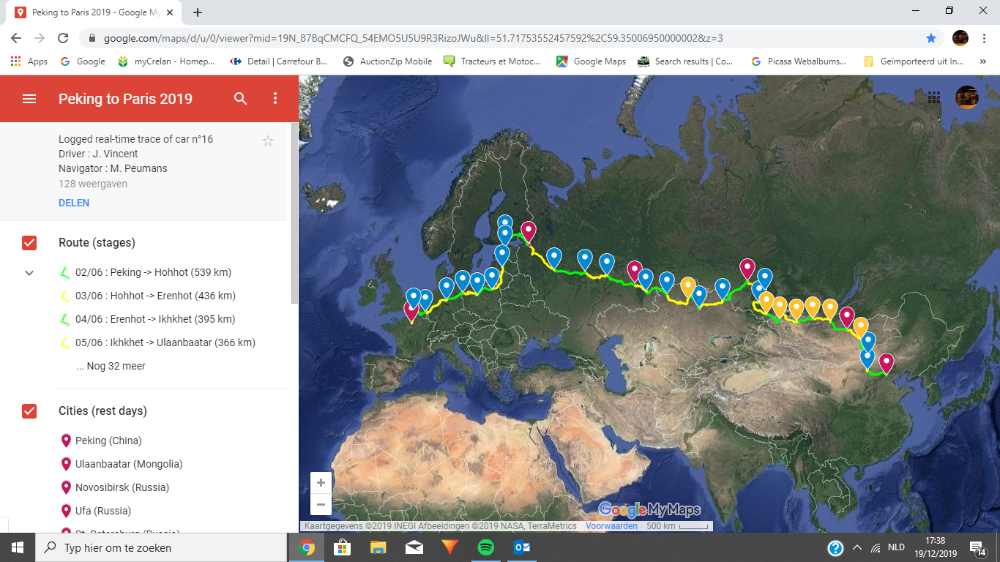 Peking to Paris 2019 - Google My
google.com/maps/d/u/0/viewer?mid=19N_87BqCMCFQ_54EMO5U5U9R3RizoJWu&ll=51.71753552457592%2C59.35006950000002&z=3
Apps Google myCrelan - Homep... Detail | Carrefour B... AuctionZip Mobile Tracteurs et Motoc... Google Maps Search results | Co... Picasa Webalbums... Geïmporteerd uit In... »
Peking to Paris 2019
Logged real-time trace of car n°16
Driver : J. Vincent
Navigator : M. Peumans
128 weergaven
DELEN
Route (stages)
02/06 : Peking -> Hohhot (539 km)
03/06 : Hohhot -> Erenhot (436 km)
04/06 : Erenhot -> Ikhkhet (395 km)
05/06 : Ikhkhet -> Ulaanbaatar (366 km)
... Nog 32 meer
Cities (rest days)
Peking (China)
Ulaanbaatar (Mongolia)
Novosibirsk (Russia)
Ufa (Russia)
St. Petersburg (Russia)
Google My Maps
Kaartgegevens ©2019 INEGI Afbeeldingen ©2019 NASA, TerraMetrics Voorwaarden 500 km
Typ hier om te zoeken
NLD
17:38
19/12/2019
14